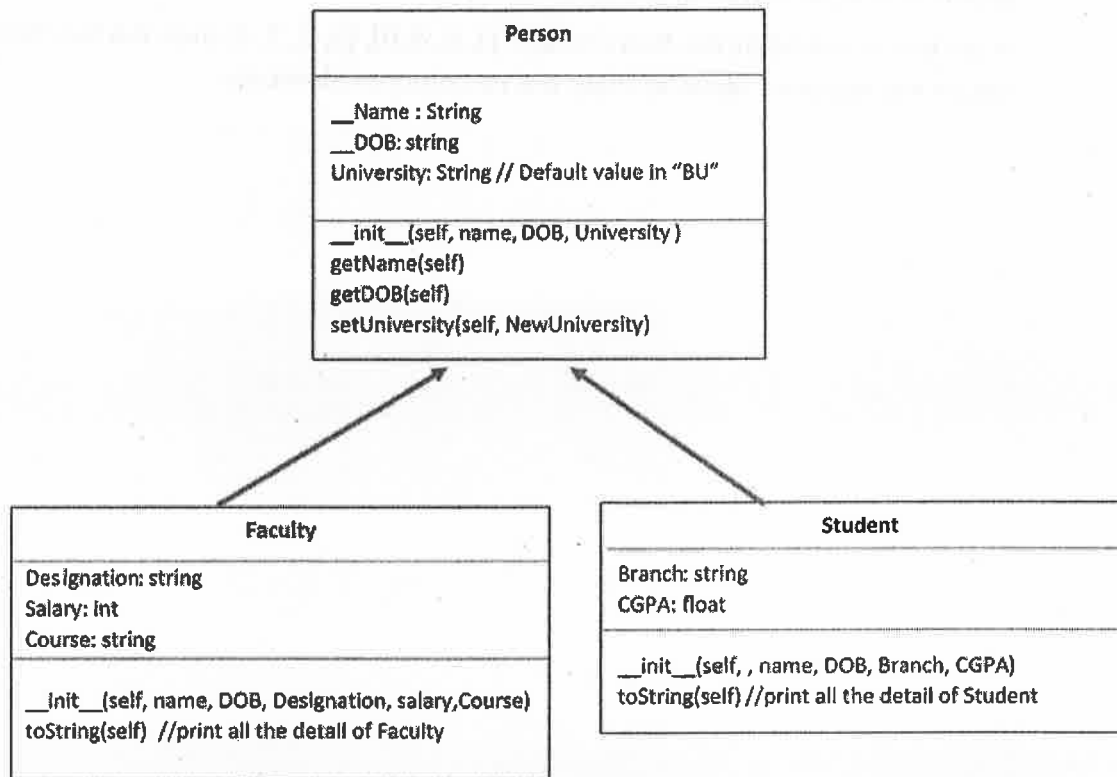 Person
__Name : String
__DOB: string
University: String // Default value in “BU”
__init__(self, name, DOB, University )
getName(self)
getDOB(self)
setUniversity(self, NewUniversity)
Faculty
Designation: string
Salary: int
Course: string
__init__(self, name, DOB, Designation, salary,Course)
toString(self) //print all the detail of Faculty
Student
Branch: string
CGPA: float
__init__(self, , name, DOB, Branch, CGPA)
toString(self) //print all the detail of Student